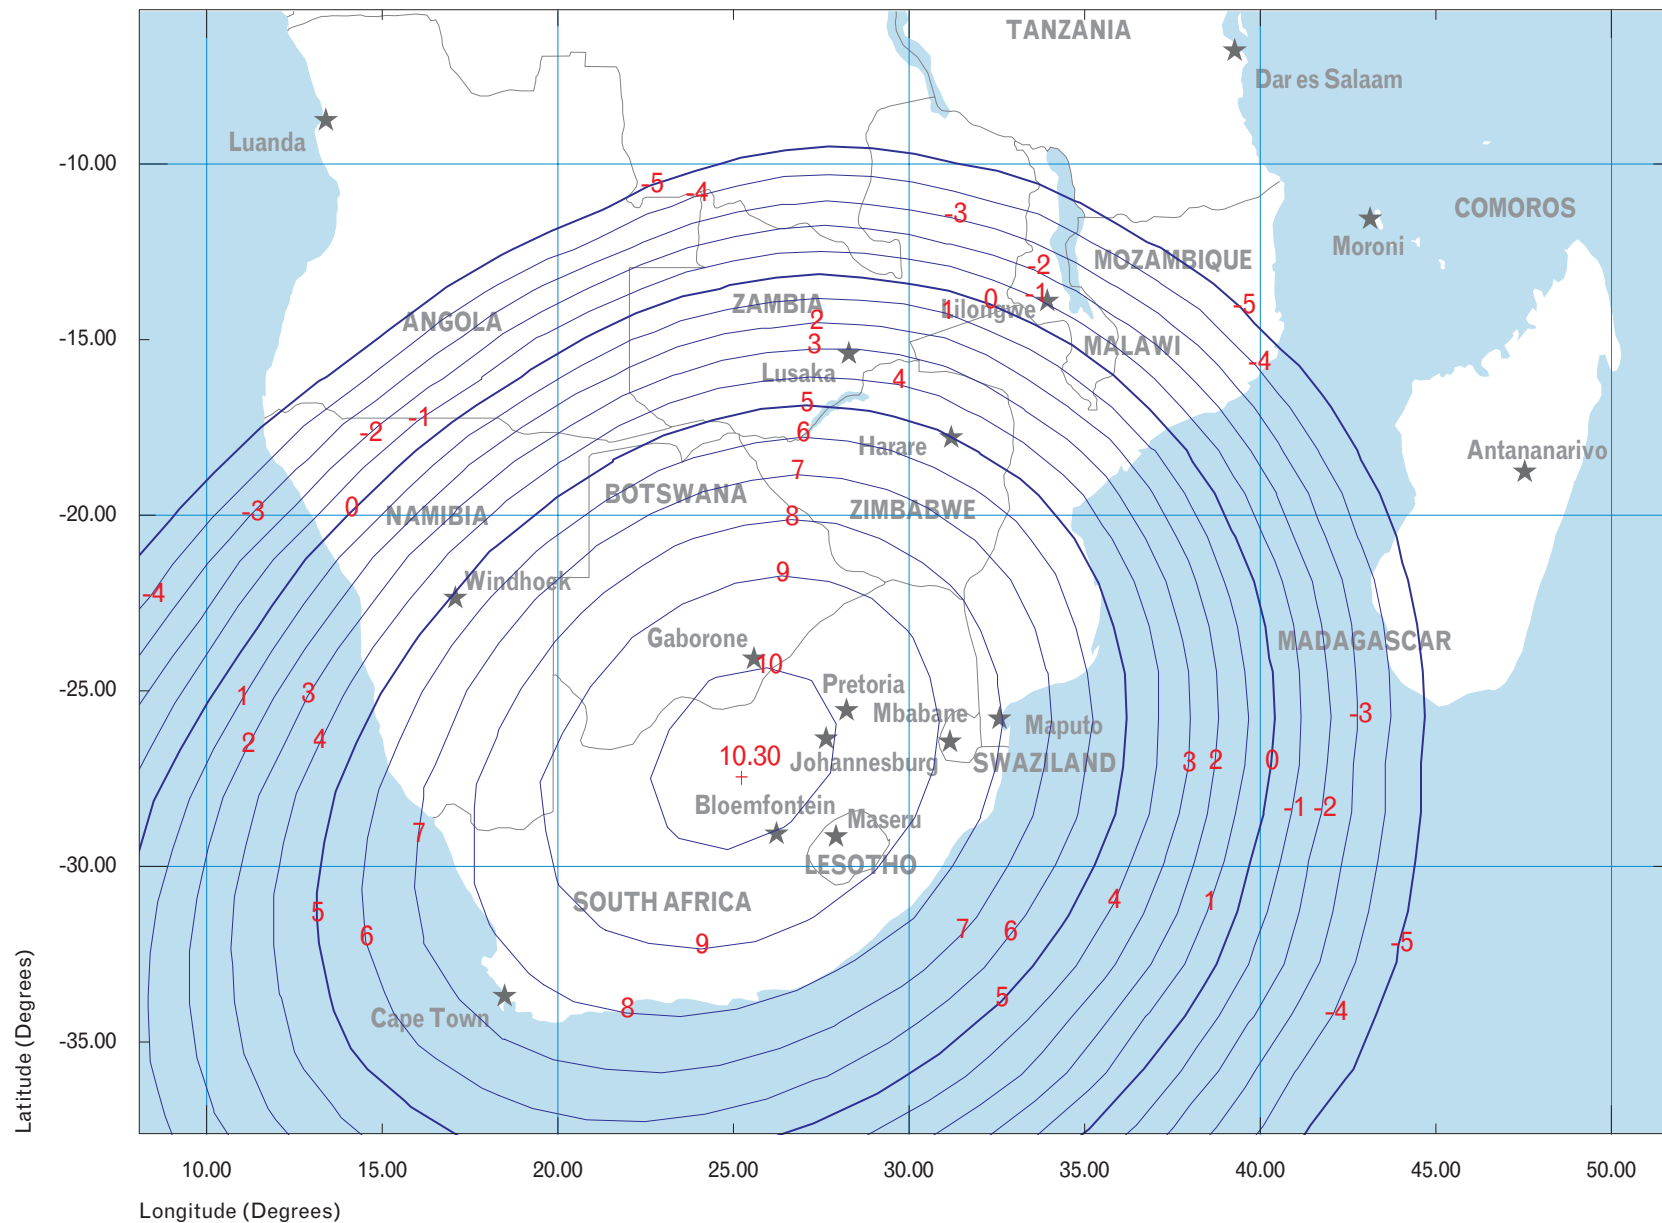 TANZANIA
Dar es Salaam
Luanda
-10.00
-5
-4
-3
COMOROS
Moroni
-2
MOZAMBIQUE
-1
0
1
Lilongwe
-5
ZAMBIA
2
ANGOLA
-15.00
3
MALAWI
-4
Lusaka
4
5
-1
-2
6
Harare
Antananarivo
7
BOTSWANA
-3
0
NAMIBIA
ZIMBABWE
8
-20.00
9
Windhoek
-4
Gaborone
MADAGASCAR
10
Pretoria
-25.00
1
3
Mbabane
Maputo
-3
2
4
10.30
Johannesburg
SWAZILAND
3
2
0
Bloemfontein
-1
-2
Maseru
7
-30.00
LESOTHO
SOUTH AFRICA
4
1
5
6
9
7
6
-5
Cape Town
8
5
-4
-35.00
Latitude (Degrees)
10.00
15.00
20.00
25.00
30.00
35.00
40.00
45.00
50.00
Longitude (Degrees)